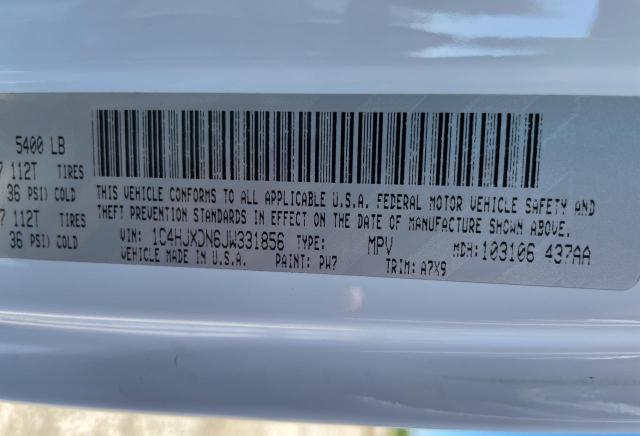 5400 LB
7 112T TIRES
36 PSI) COLD
7 112T TIRES
36 PSI) COLD
THIS VEHICLE CONFORMS TO ALL APPLICABLE U.S.A. FEDERAL MOTOR VEHICLE SAFETY AND
THEFT PREVENTION STANDARDS IN EFFECT ON THE DATE OF MANUFACTURE SHOWN ABOVE.
VIN: 1C4HJXDN6JW331856 TYPE: MPV MDH:103106 437AA
VEHICLE MADE IN U.S.A. PAINT: PW7 TRIM: A7X9